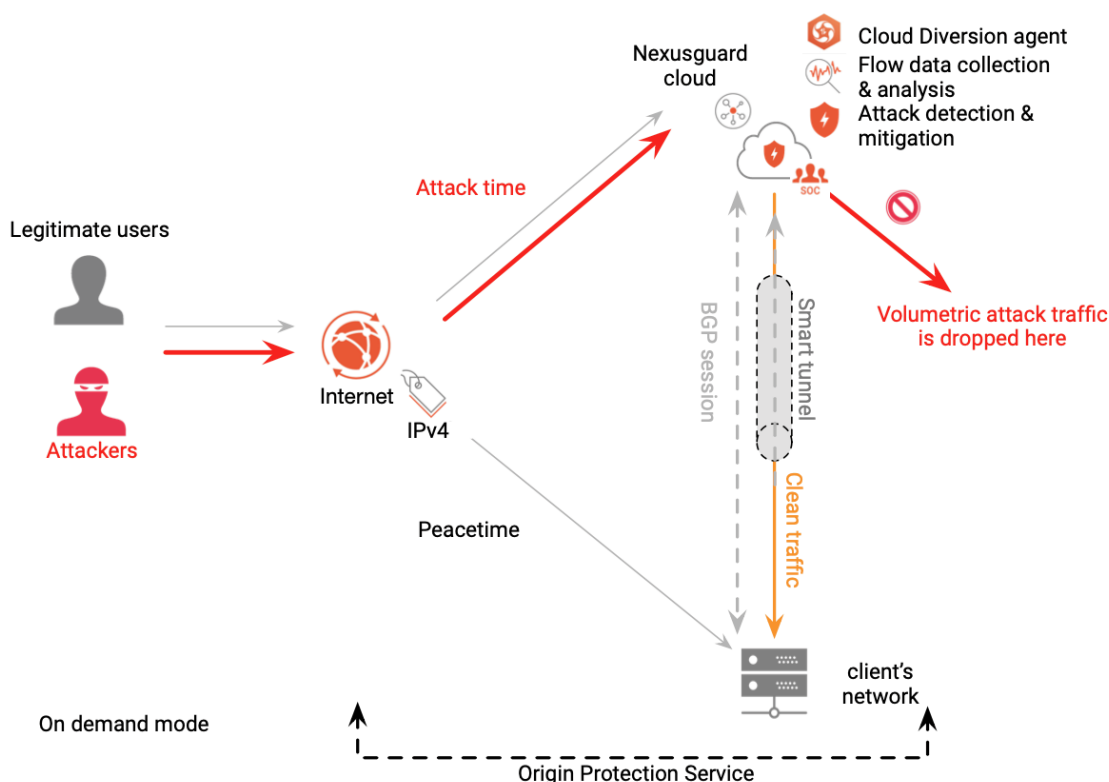 Nexusguard
cloud
Cloud Diversion agent
Flow data collection
& analysis
Attack detection &
mitigation
Attack time
SOC
Legitimate users
Volumetric attack traffic
is dropped here
BGP session
Smart tunnel
Internet
IPv4
Attackers
Clean traffic
Peacetime
client's
network
On demand mode
Origin Protection Service